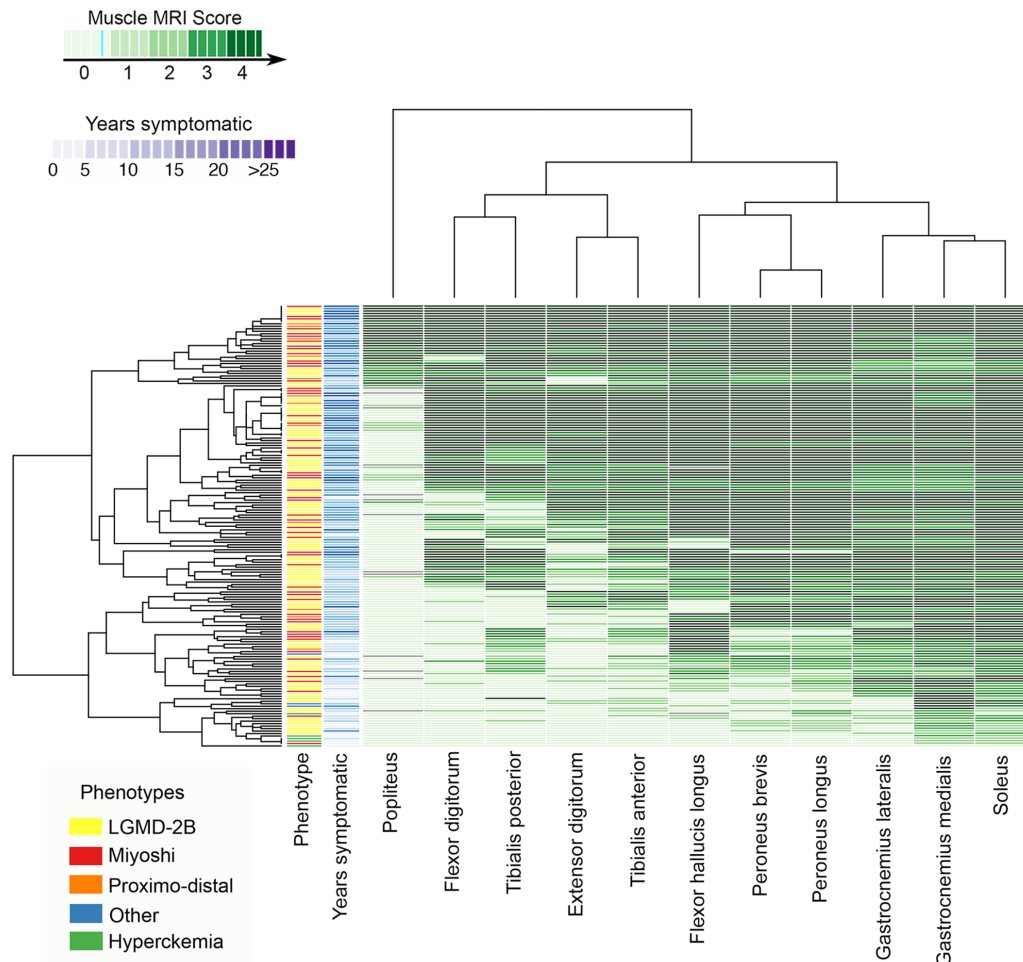 Muscle MRI Score
0 1 2 3 4
Years symptomatic
0 5 10 15 20 >25
Phenotype
Years symptomatic
Popliteus
Flexor digitorum
Tibialis posterior
Extensor digitorum
Tibialis anterior
Flexor hallucis longus
Peroneus brevis
Peroneus longus
Gastrocnemius lateralis
Gastrocnemius medialis
Soleus
Phenotypes
LGMD-2B
Miyoshi
Proximo-distal
Other
Hyperckemia